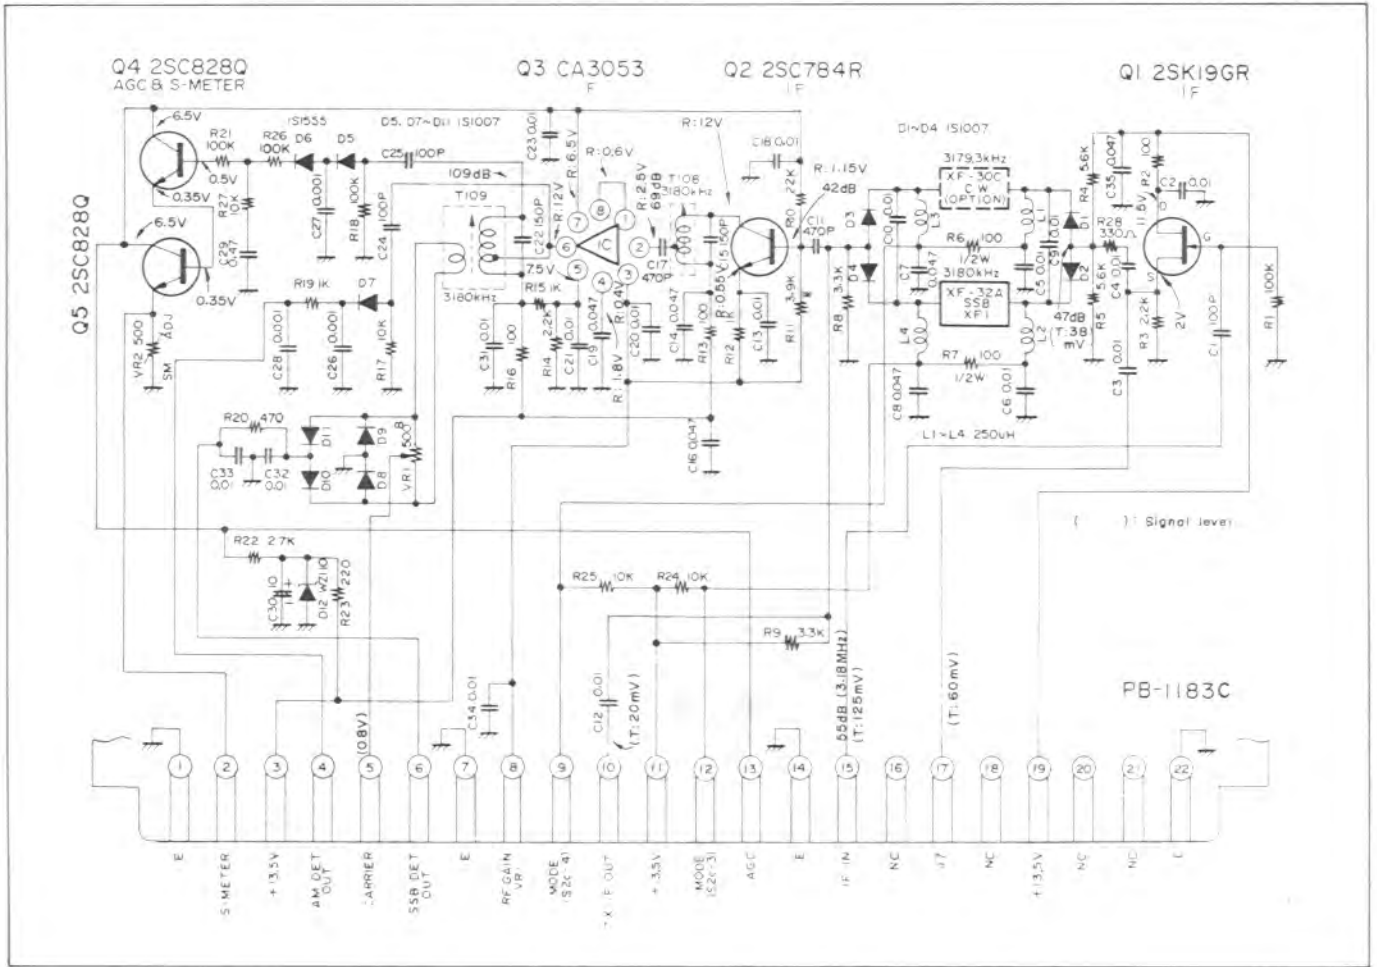 Q4 2SC828Q
AGC & S-METER
Q3 CA3053
Q2 2SC784R
IF
Q1 2SK19GR
IF
Q5 2SC828Q
6.5V
R21
100K
R26
100K
1S1555
D6
D5
D5, D7~D11 1S1007
C25 100P
109dB
C23 0.01
R:6.5V
R:0.6V
R:12V
R:2.5V
69dB
T108
3180kHz
R:12V
C18 0.01
R:1.15V
42dB
D1~D4 1S1007
3179.3kHz
XF-30C
CW
(OPTION)
R4 5.6K
C35 0.047
R2 100
C2 0.01
11.5V
0.5V
0.35V
R27
10K
C29
0.47
C27 0.001
R18 100K
C24 100P
T109
3180kHz
C22 150P
7
8
1
6
IC
2
5
4
3
C17
470P
C15 150P
22K
C11
470P
D3
D4
C10 0.01
L3
R6 100
1/2W
3180kHz
XF-32A
SSB
XF1
L1
C9 0.01
D1
D2
R28
330
D
G
S
2V
6.5V
0.35V
R19 1K
D7
7.5V
R15 1K
R:0.4V
R:0.55V
R8 3.3K
C7 0.047
C5 0.01
47dB
(T:38
mV)
R5 5.6K
C4 0.01
R3 2.2K
C3 0.01
C1 100P
R1 100K
VR2 500
SM ADJ
C28 0.001
C26 0.001
R17 10K
C31 0.01
R16 100
R14 2.2K
C21 0.01
C19 0.047
R:1.8V
C20 0.01
C14 0.047
R13 100
R12 1K
C13 0.01
R11 3.9K
L4
L2
R7 100
1/2W
C8 0.047
C6 0.01
L1~L4 250uH
R20 470
C33
0.01
C32
0.01
D11
D10
D9
D8
VR1 500 B
C16 0.047
( ): Signal level
R22 2.7K
C30 10
D12 WZ110
R23 220
R25 10K
R24 10K
R9 3.3K
C34 0.01
C12 0.01
(T:20mV)
55dB (3.18MHz)
(T:125mV)
(T:60mV)
PB-1183C
(0.8V)
1
2
3
4
5
6
7
8
9
10
11
12
13
14
15
16
17
18
19
20
21
22
E
S-METER
+13.5V
AM DET
OUT
CARRIER
SSB DET
OUT
E
RF GAIN
VR1
MODE
(S2c-4)
OUT
MODE
(S2c-3)
AGC
E
IF IN
NC
NC
+13.5V
NC
NC
E